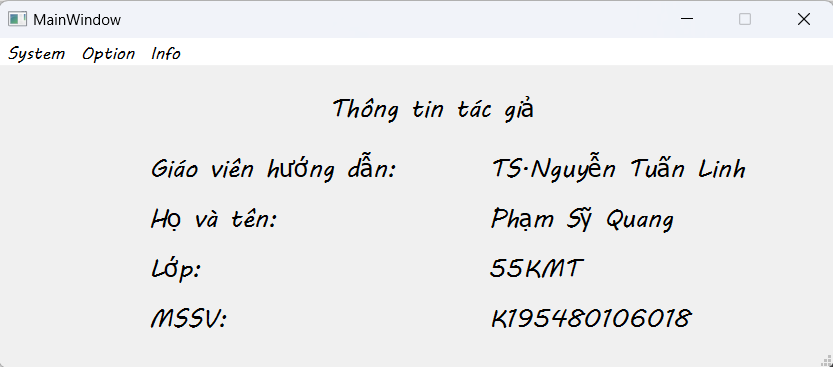 MainWindow
System Option Info
Thông tin tác giả
Giáo viên hướng dẫn: TS.Nguyễn Tuấn Linh
Họ và tên: Phạm Sỹ Quang
Lớp: 55KMT
MSSV: K195480106018